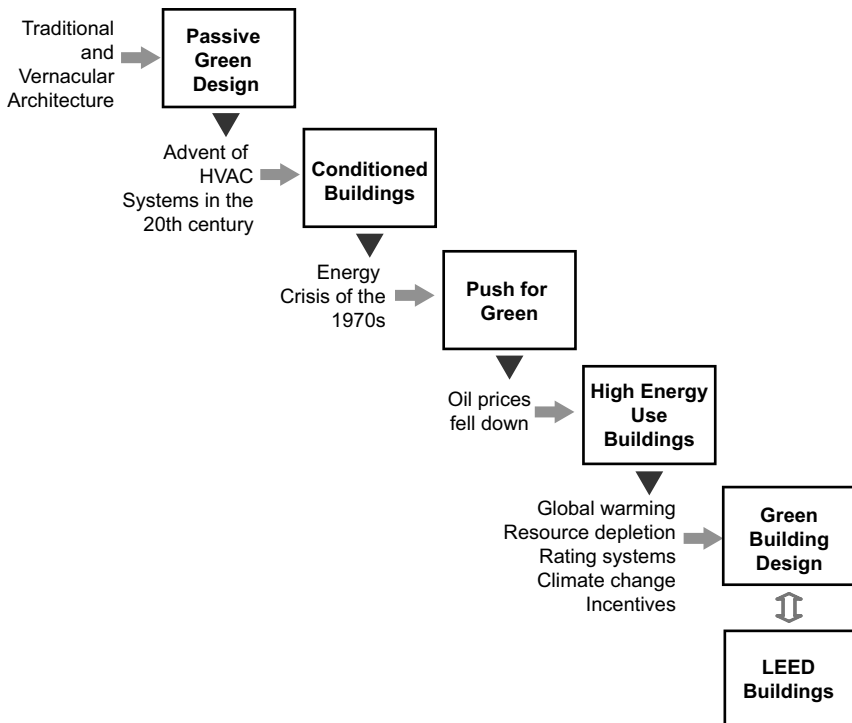 Traditional
and
Vernacular
Architecture
Passive
Green
Design
Advent of
HVAC
Systems in the
20th century
Conditioned
Buildings
Energy
Crisis of the
1970s
Push for
Green
Oil prices
fell down
High Energy
Use
Buildings
Global warming
Resource depletion
Rating systems
Climate change
Incentives
Green
Building
Design
LEED
Buildings